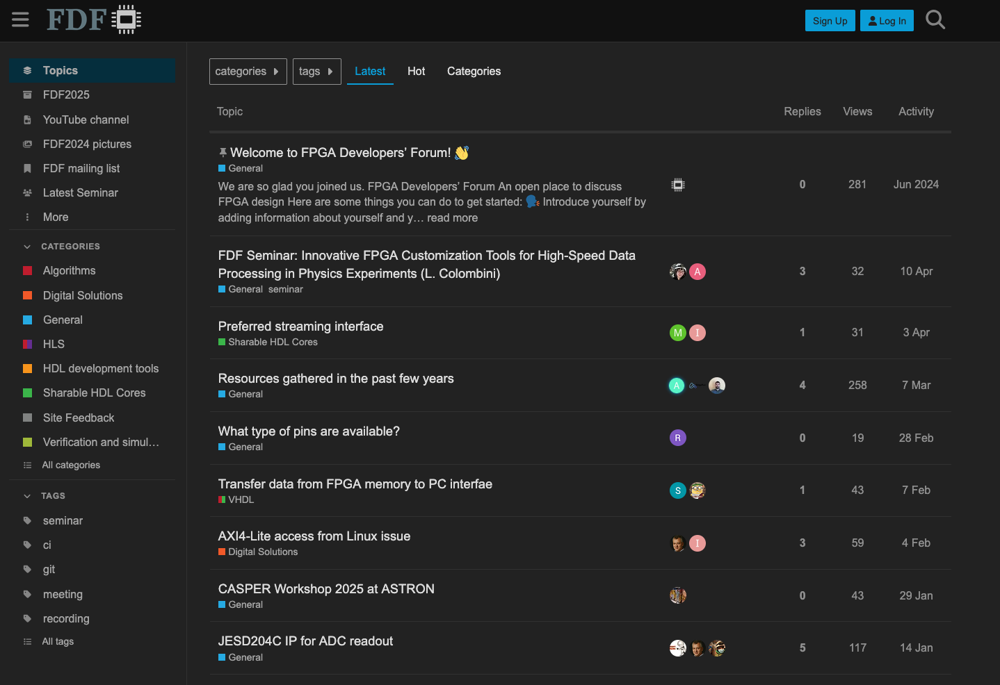 FDF
Sign Up
Log In
Topics
FDF2025
YouTube channel
FDF2024 pictures
FDF mailing list
Latest Seminar
More
CATEGORIES
Algorithms
Digital Solutions
General
HLS
HDL development tools
Sharable HDL Cores
Site Feedback
Verification and simul…
All categories
TAGS
seminar
ci
git
meeting
recording
All tags
categories
tags
Latest
Hot
Categories
Topic Replies Views Activity
Welcome to FPGA Developers’ Forum! 👋
General
We are so glad you joined us. FPGA Developers’ Forum An open place to discuss
FPGA design Here are some things you can do to get started: 🗣 Introduce yourself by
adding information about yourself and y… read more
0 281 Jun 2024
FDF Seminar: Innovative FPGA Customization Tools for High-Speed Data
Processing in Physics Experiments (L. Colombini)
General seminar
A
3 32 10 Apr
Preferred streaming interface
Sharable HDL Cores
M I
1 31 3 Apr
Resources gathered in the past few years
General
A
4 258 7 Mar
What type of pins are available?
General
R
0 19 28 Feb
Transfer data from FPGA memory to PC interfae
VHDL
S
1 43 7 Feb
AXI4-Lite access from Linux issue
Digital Solutions
I
3 59 4 Feb
CASPER Workshop 2025 at ASTRON
General
0 43 29 Jan
JESD204C IP for ADC readout
General
5 117 14 Jan